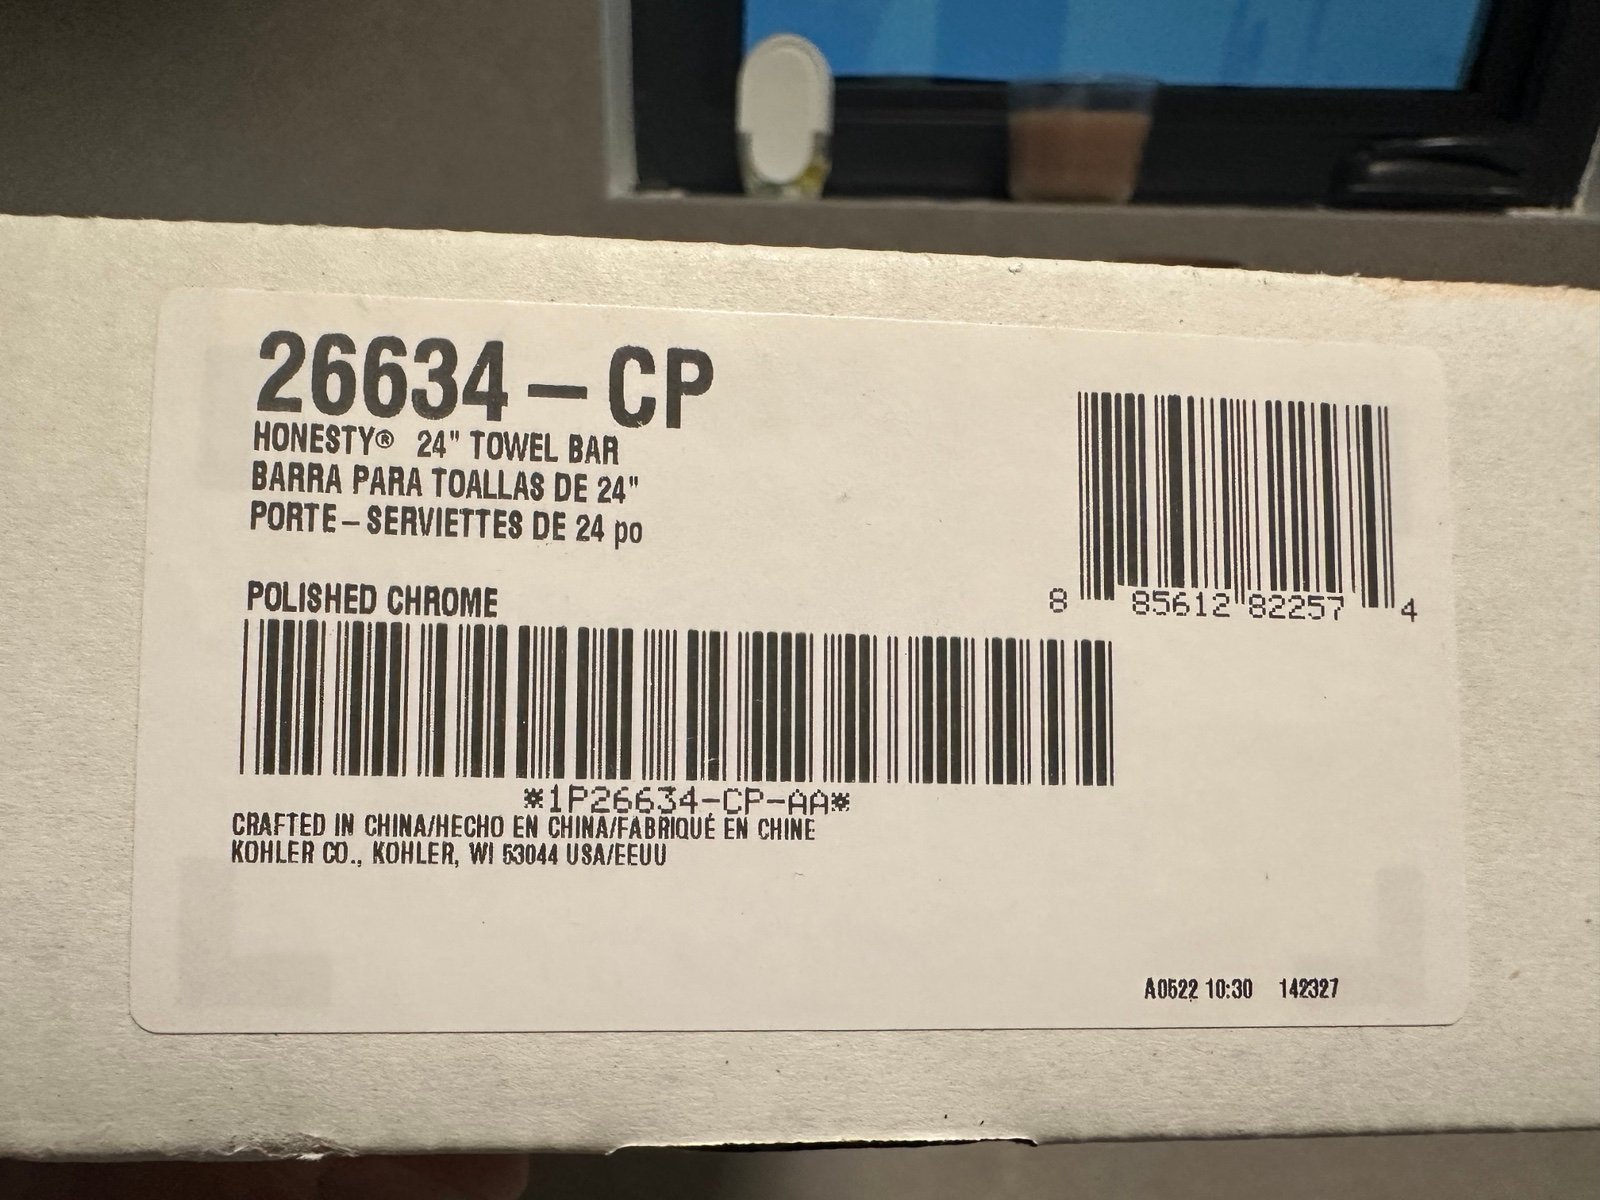 26634-CP
HONESTY® 24" TOWEL BAR
BARRA PARA TOALLAS DE 24"
PORTE-SERVIETTES DE 24 po
POLISHED CHROME
8 85612 82257 4
*1P26634-CP-AA*
CRAFTED IN CHINA/HECHO EN CHINA/FABRIQUÉ EN CHINE
KOHLER CO., KOHLER, WI 53044 USA/EEUU
A0522 10:30 142327